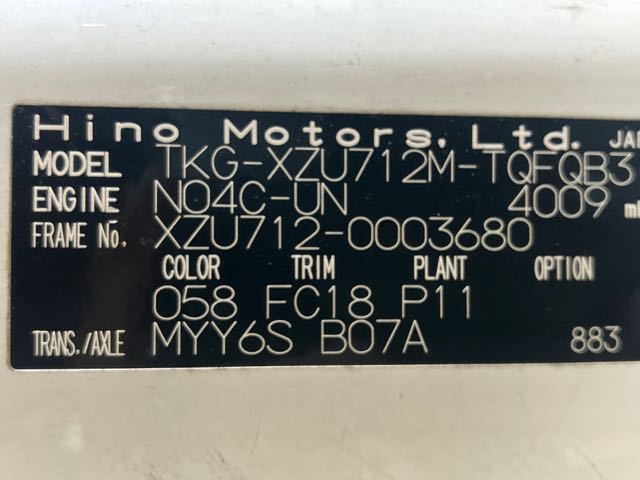 Hino Motors, Ltd. JA
MODEL TKG-XZU712M-TQFQB3
ENGINE N04C-UN 4009 m
FRAME No. XZU712-0003680
COLOR TRIM PLANT OPTION
058 FC18 P11
TRANS./AXLE MYY6S B07A 883